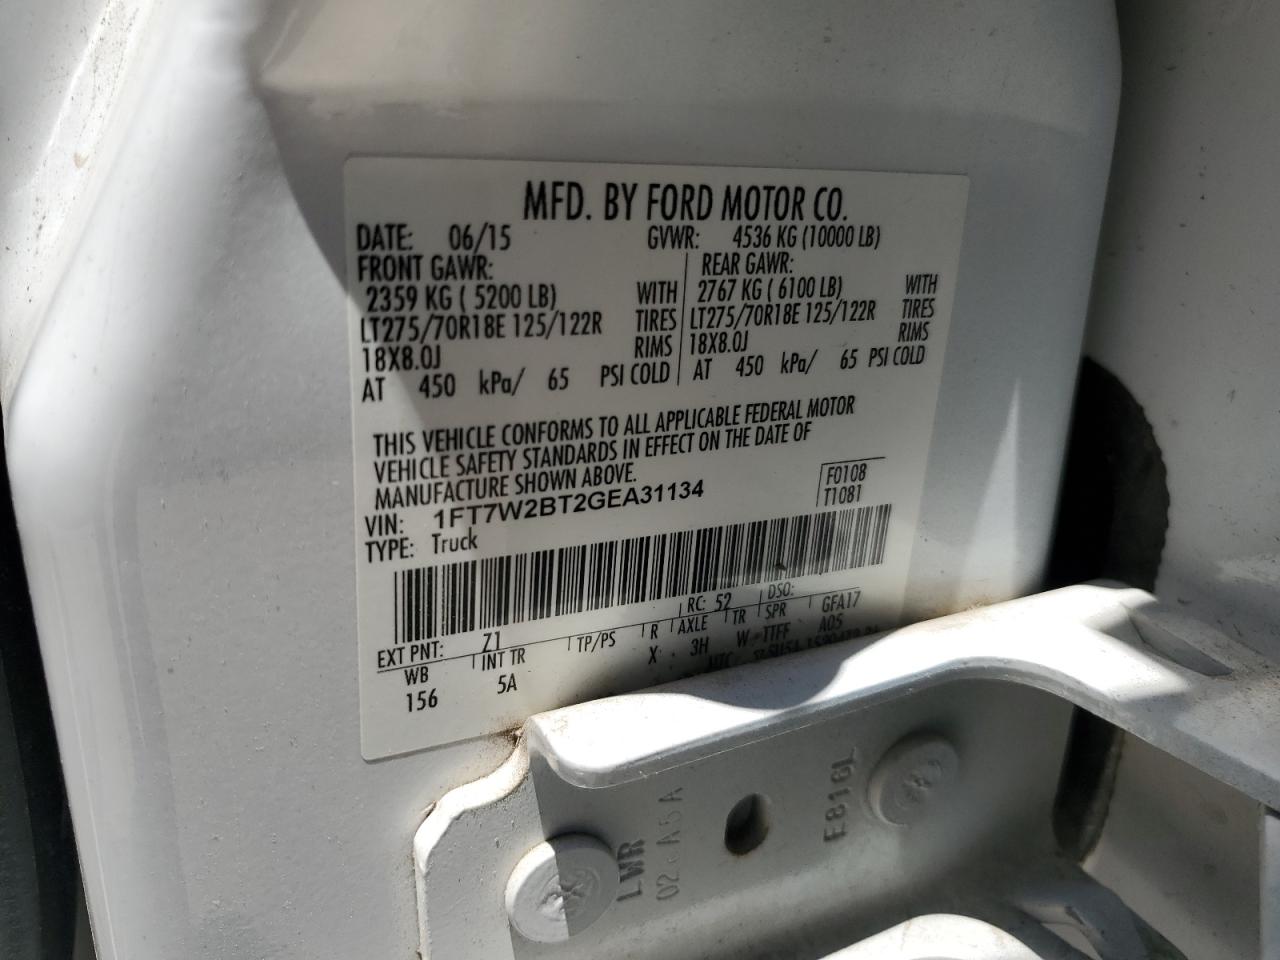 MFD. BY FORD MOTOR CO.
DATE: 06/15 GVWR: 4536 KG (10000 LB)
FRONT GAWR: REAR GAWR:
2359 KG ( 5200 LB) WITH 2767 KG ( 6100 LB) WITH
LT275/70R18E 125/122R TIRES LT275/70R18E 125/122R TIRES
18X8.0J RIMS 18X8.0J RIMS
AT 450 kPa/ 65 PSI COLD AT 450 kPa/ 65 PSI COLD
THIS VEHICLE CONFORMS TO ALL APPLICABLE FEDERAL MOTOR
VEHICLE SAFETY STANDARDS IN EFFECT ON THE DATE OF
MANUFACTURE SHOWN ABOVE.
F0108
VIN: 1FT7W2BT2GEA31134 T1081
TYPE: Truck
EXT PNT: Z1 RC: 52 DSO:
WB INT TR TP/PS R AXLE TR SPR GFA17
156 5A X 3H W TTFF A05
LWR
02 A5A
E816L